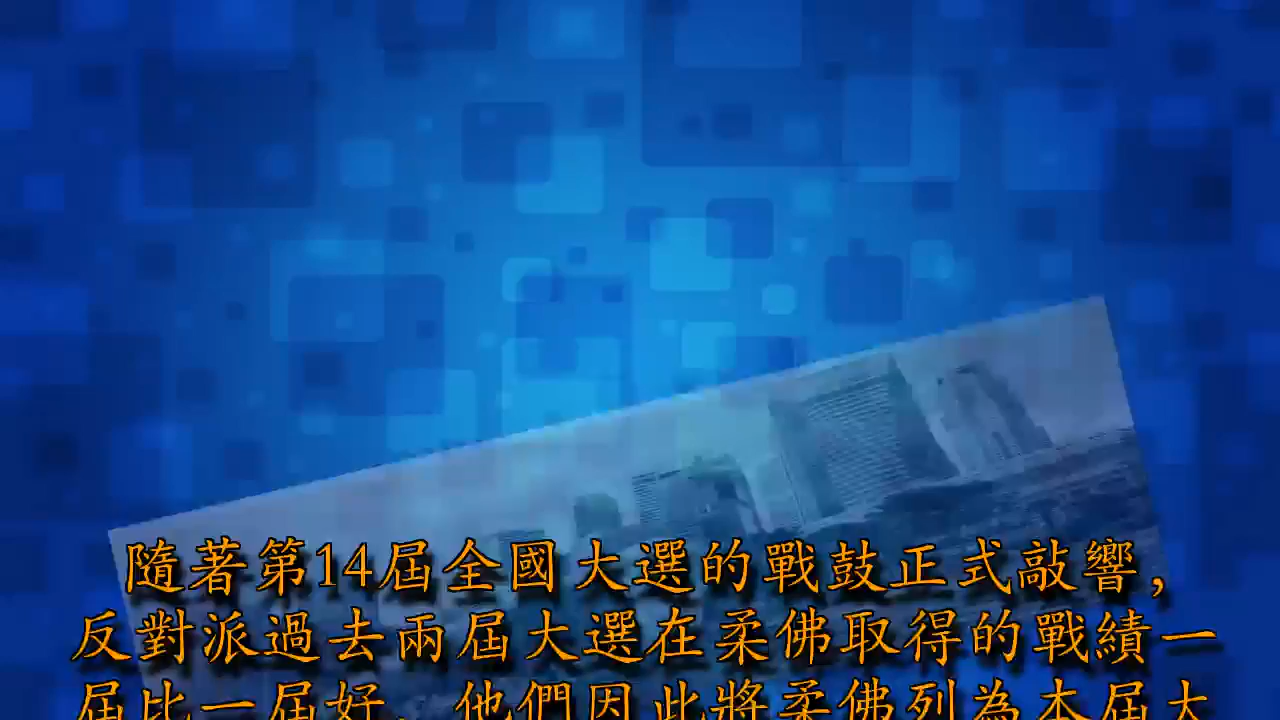 隨著第14屆全國大選的戰鼓正式敲響，
反對派過去兩屆大選在柔佛取得的戰績一
屆比一屆好，他們因此將柔佛列為本屆大